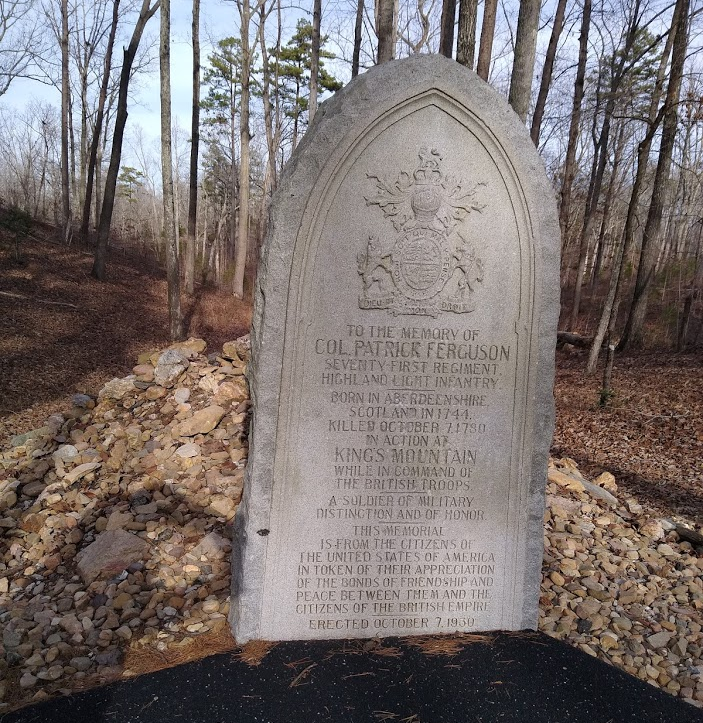 DIEU ET MON DROIT
TO THE MEMORY OF
COL. PATRICK FERGUSON
SEVENTY-FIRST REGIMENT
HIGHLAND LIGHT INFANTRY.
BORN IN ABERDEENSHIRE
SCOTLAND IN 1744.
KILLED OCTOBER 7, 1780
IN ACTION AT
KING'S MOUNTAIN
WHILE IN COMMAND OF
THE BRITISH TROOPS.
A SOLDIER OF MILITARY
DISTINCTION AND OF HONOR.
THIS MEMORIAL
IS FROM THE CITIZENS OF
THE UNITED STATES OF AMERICA
IN TOKEN OF THEIR APPRECIATION
OF THE BONDS OF FRIENDSHIP AND
PEACE BETWEEN THEM AND THE
CITIZENS OF THE BRITISH EMPIRE.
ERECTED OCTOBER 7, 1930